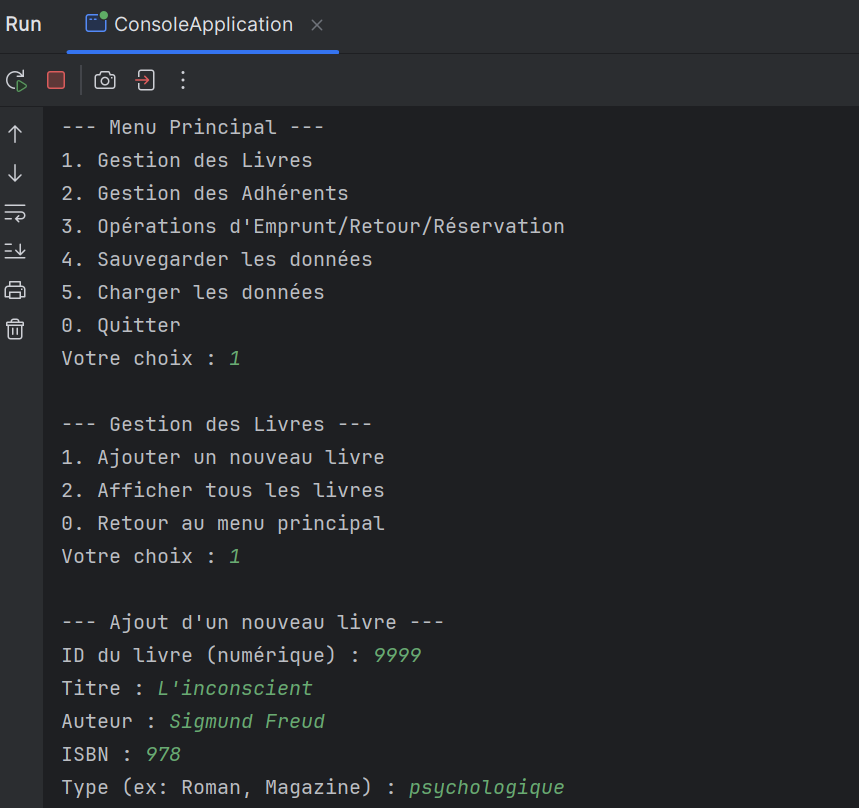 Run ConsoleApplication
--- Menu Principal ---
1. Gestion des Livres
2. Gestion des Adhérents
3. Opérations d'Emprunt/Retour/Réservation
4. Sauvegarder les données
5. Charger les données
0. Quitter
Votre choix : 1
--- Gestion des Livres ---
1. Ajouter un nouveau livre
2. Afficher tous les livres
0. Retour au menu principal
Votre choix : 1
--- Ajout d'un nouveau livre ---
ID du livre (numérique) : 9999
Titre : L'inconscient
Auteur : Sigmund Freud
ISBN : 978
Type (ex: Roman, Magazine) : psychologique